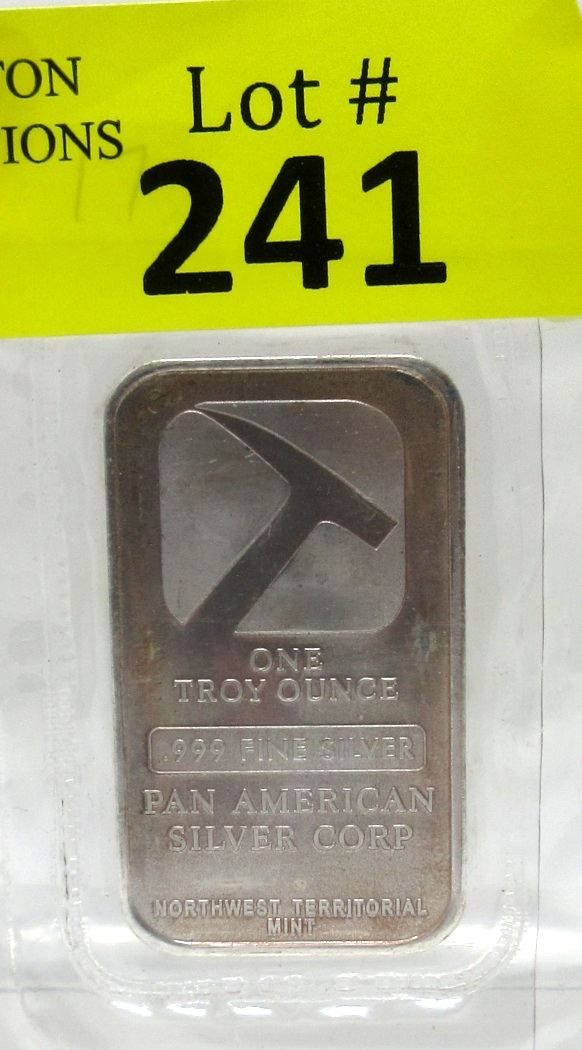 TON
IONS
Lot #
241
ONE
TROY OUNCE
.999 FINE SILVER
PAN AMERICAN
SILVER CORP
NORTHWEST TERRITORIAL
MINT